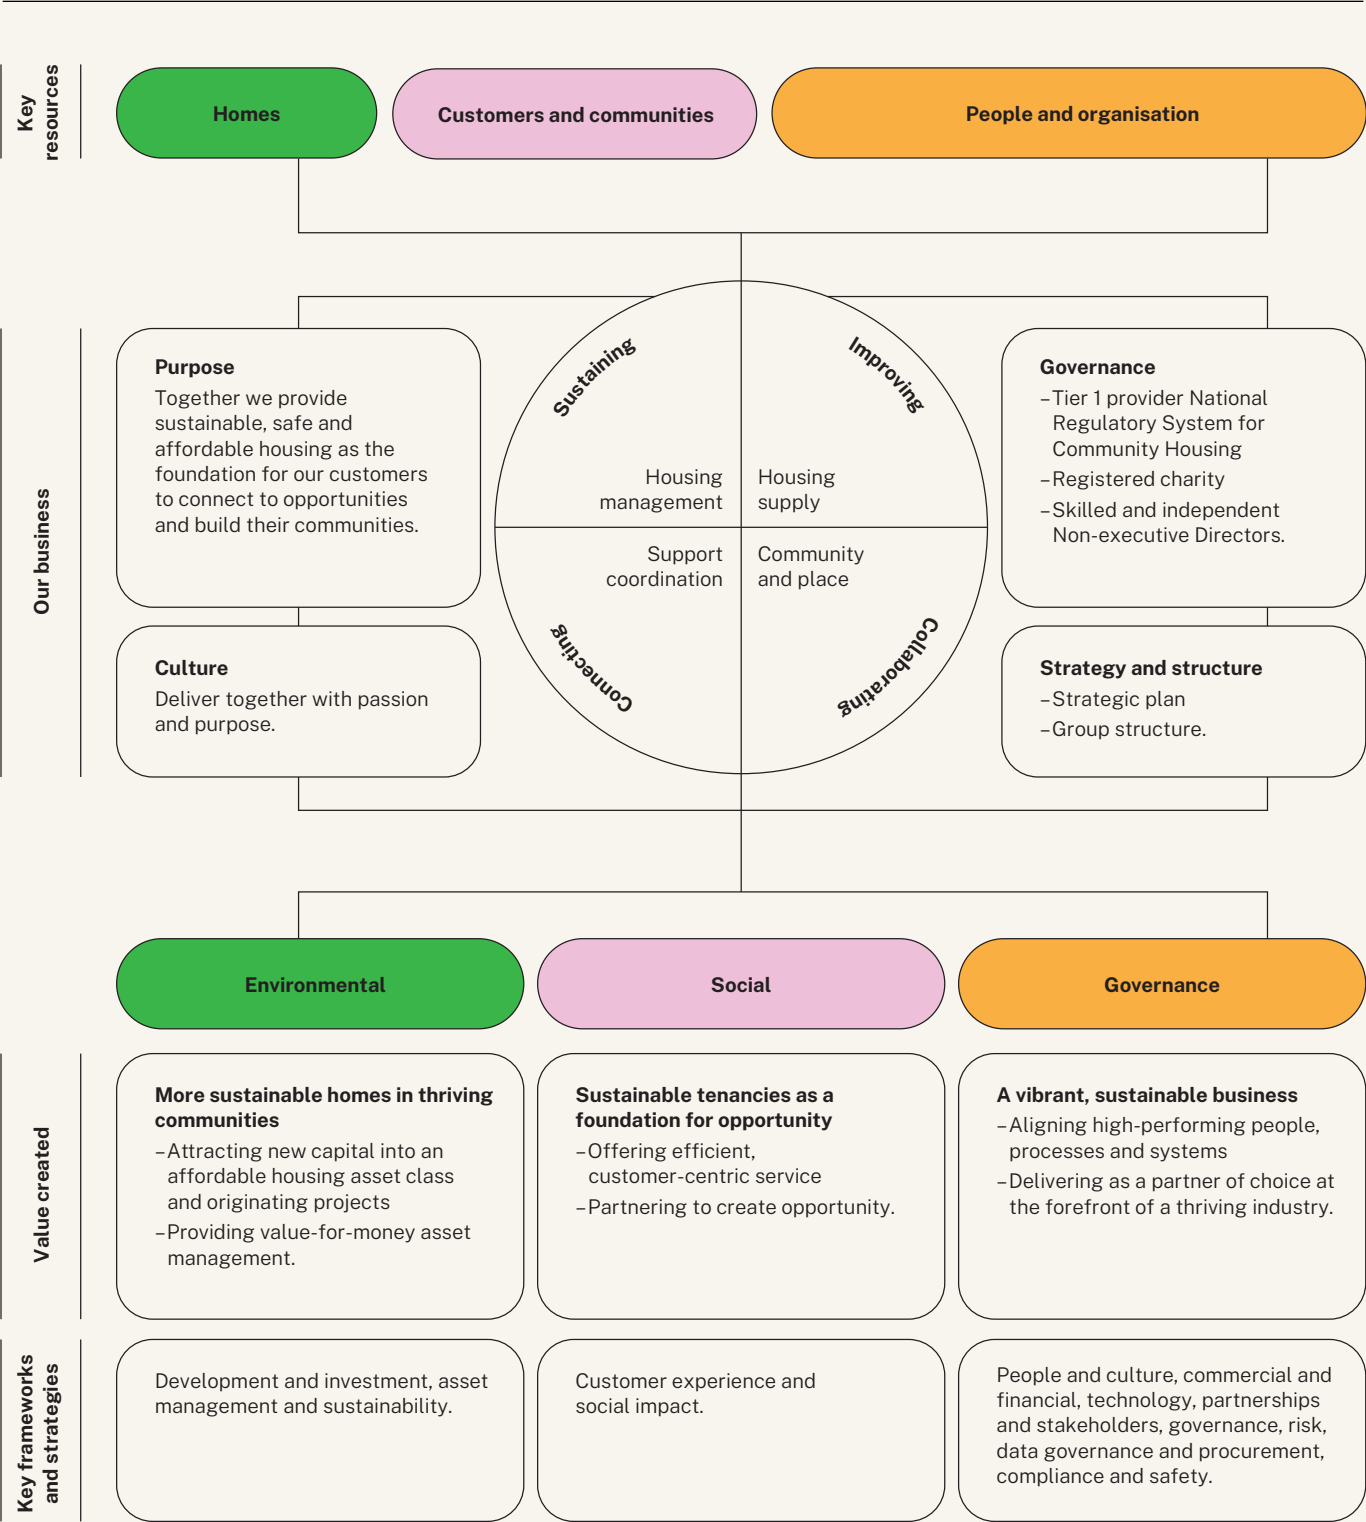 Key
resources
Homes
Customers and communities
People and organisation
Our business
Purpose
Together we provide
sustainable, safe and
affordable housing as the
foundation for our customers
to connect to opportunities
and build their communities.
Culture
Deliver together with passion
and purpose.
Sustaining
Improving
Housing
management
Housing
supply
Support
coordination
Community
and place
Connecting
Collaborating
Governance
–Tier 1 provider National
Regulatory System for
Community Housing
–Registered charity
–Skilled and independent
Non-executive Directors.
Strategy and structure
–Strategic plan
–Group structure.
Environmental
Social
Governance
Value created
More sustainable homes in thriving
communities
–Attracting new capital into an
affordable housing asset class
and originating projects
–Providing value-for-money asset
management.
Sustainable tenancies as a
foundation for opportunity
–Offering efficient,
customer-centric service
–Partnering to create opportunity.
A vibrant, sustainable business
–Aligning high-performing people,
processes and systems
–Delivering as a partner of choice at
the forefront of a thriving industry.
Key frameworks
and strategies
Development and investment, asset
management and sustainability.
Customer experience and
social impact.
People and culture, commercial and
financial, technology, partnerships
and stakeholders, governance, risk,
data governance and procurement,
compliance and safety.